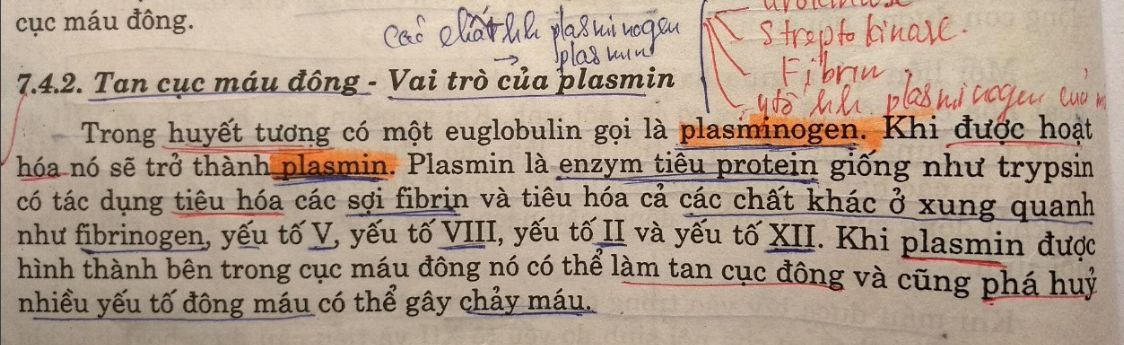 cục máu đông.
Các chất hh plasminogen
→ plasmin
Streptokinase.
Fibrin
ytố hh plasminogen của m
7.4.2. Tan cục máu đông - Vai trò của plasmin
Trong huyết tương có một euglobulin gọi là plasminogen. Khi được hoạt
hóa nó sẽ trở thành plasmin. Plasmin là enzym tiêu protein giống như trypsin
có tác dụng tiêu hóa các sợi fibrin và tiêu hóa cả các chất khác ở xung quanh
như fibrinogen, yếu tố V, yếu tố VIII, yếu tố II và yếu tố XII. Khi plasmin được
hình thành bên trong cục máu đông nó có thể làm tan cục đông và cũng phá huỷ
nhiều yếu tố đông máu có thể gây chảy máu.